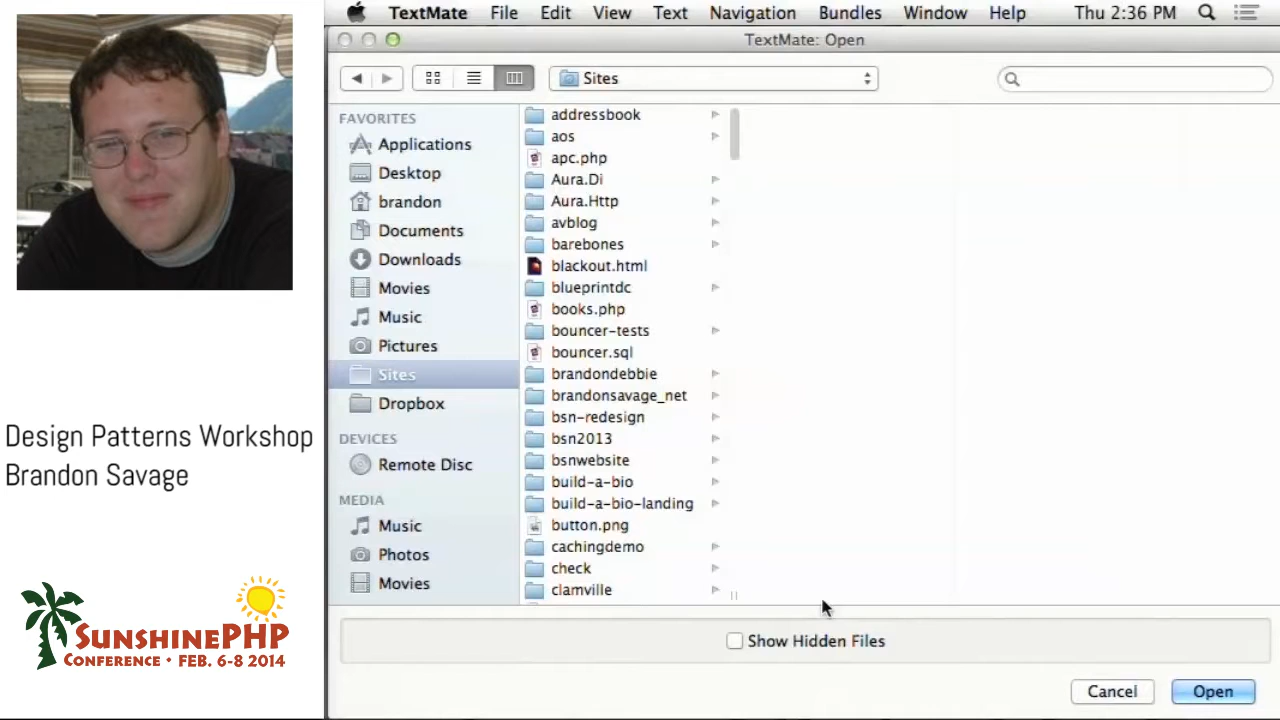 TextMate File Edit View Text Navigation Bundles Window Help Thu 2:36 PM
TextMate: Open
Sites
FAVORITES
Applications
Desktop
brandon
Documents
Downloads
Movies
Music
Pictures
Sites
Dropbox
DEVICES
Remote Disc
MEDIA
Music
Photos
Movies
addressbook
aos
apc.php
Aura.Di
Aura.Http
avblog
barebones
blackout.html
blueprintdc
books.php
bouncer-tests
bouncer.sql
brandondebbie
brandonsavage_net
bsn-redesign
bsn2013
bsnwebsite
build-a-bio
build-a-bio-landing
button.png
cachingdemo
check
clamville
Show Hidden Files
Cancel Open
Design Patterns Workshop
Brandon Savage
SUNSHINEPHP
CONFERENCE • FEB. 6-8 2014